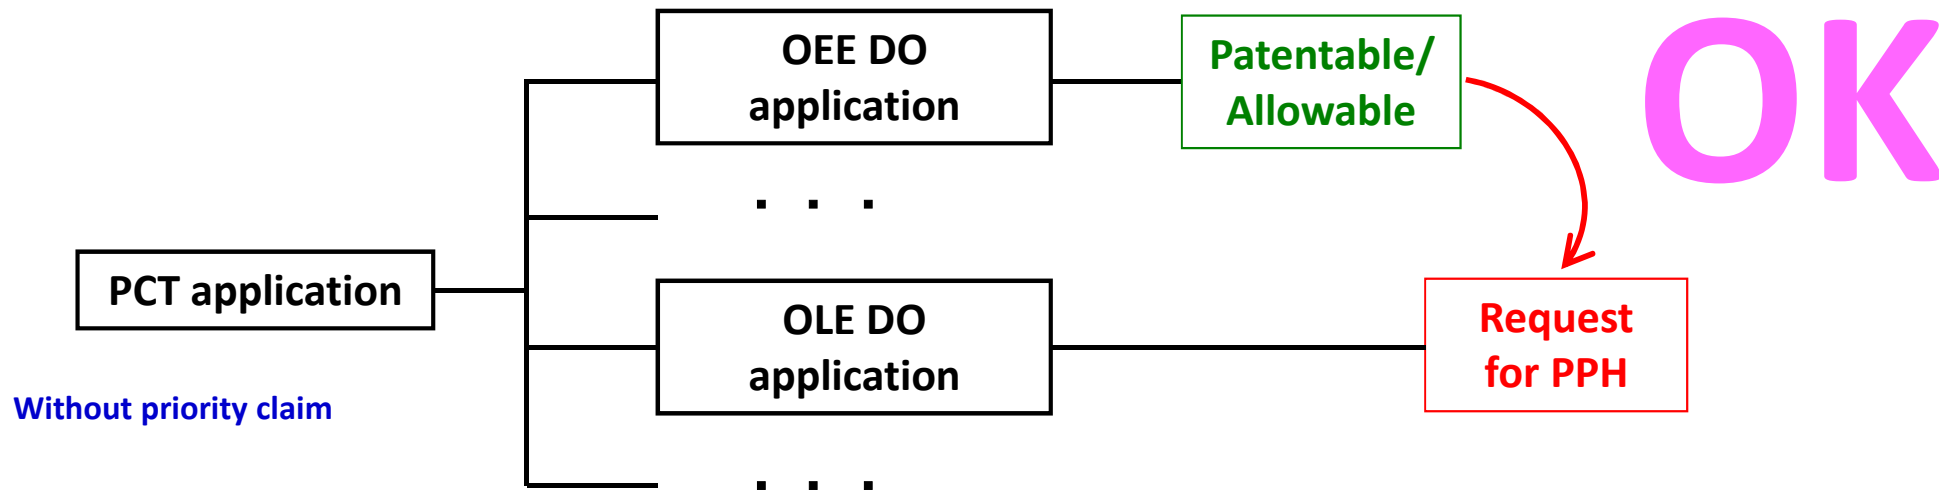 OEE DO
application
Patentable/
Allowable
OK
. . .
PCT application
OLE DO
application
Request
for PPH
Without priority claim
. . .